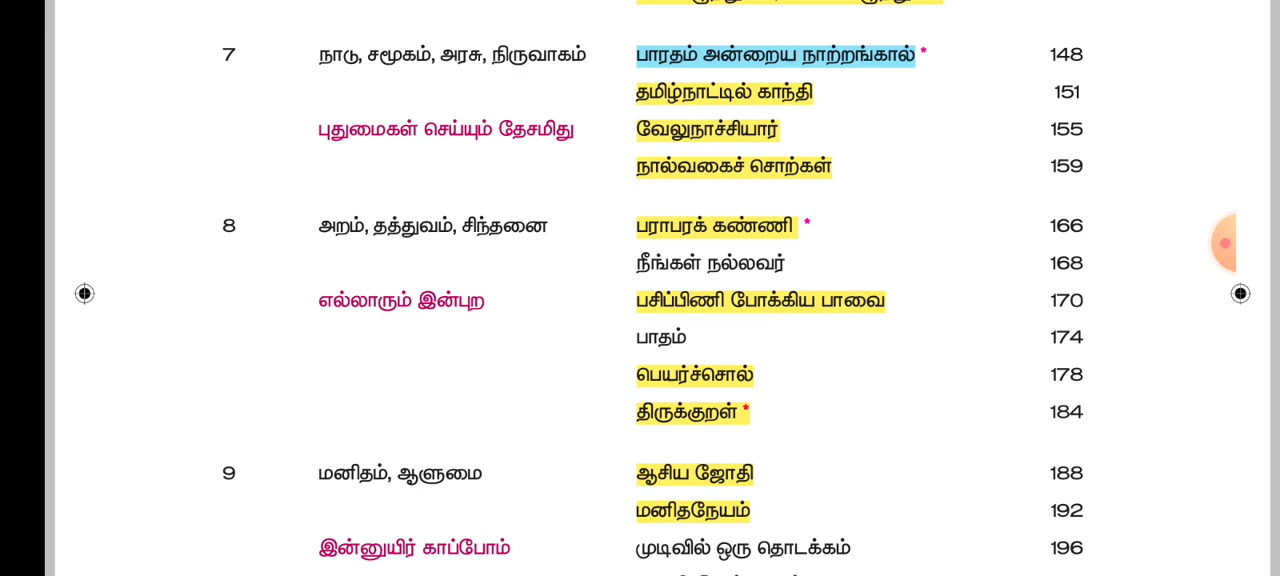 7 நாடு, சமூகம், அரசு, நிருவாகம் பாரதம் அன்றைய நாற்றங்கால் * 148
தமிழ்நாட்டில் காந்தி 151
புதுமைகள் செய்யும் தேசமிது வேலுநாச்சியார் 155
நால்வகைச் சொற்கள் 159
8 அறம், தத்துவம், சிந்தனை பராபரக் கண்ணி * 166
நீங்கள் நல்லவர் 168
எல்லாரும் இன்புற பசிப்பிணி போக்கிய பாவை 170
பாதம் 174
பெயர்ச்சொல் 178
திருக்குறள் * 184
9 மனிதம், ஆளுமை ஆசிய ஜோதி 188
மனிதநேயம் 192
இன்னுயிர் காப்போம் முடிவில் ஒரு தொடக்கம் 196